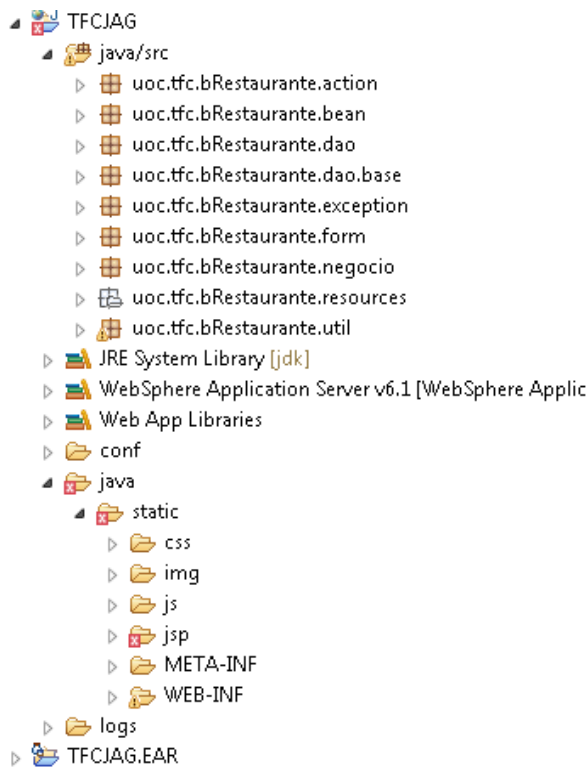 TFCJAG
java/src
uoc.tfc.bRestaurante.action
uoc.tfc.bRestaurante.bean
uoc.tfc.bRestaurante.dao
uoc.tfc.bRestaurante.dao.base
uoc.tfc.bRestaurante.exception
uoc.tfc.bRestaurante.form
uoc.tfc.bRestaurante.negocio
uoc.tfc.bRestaurante.resources
uoc.tfc.bRestaurante.util
JRE System Library [jdk]
WebSphere Application Server v6.1 [WebSphere Applic
Web App Libraries
conf
java
static
css
img
js
jsp
META-INF
WEB-INF
logs
TFCJAG.EAR